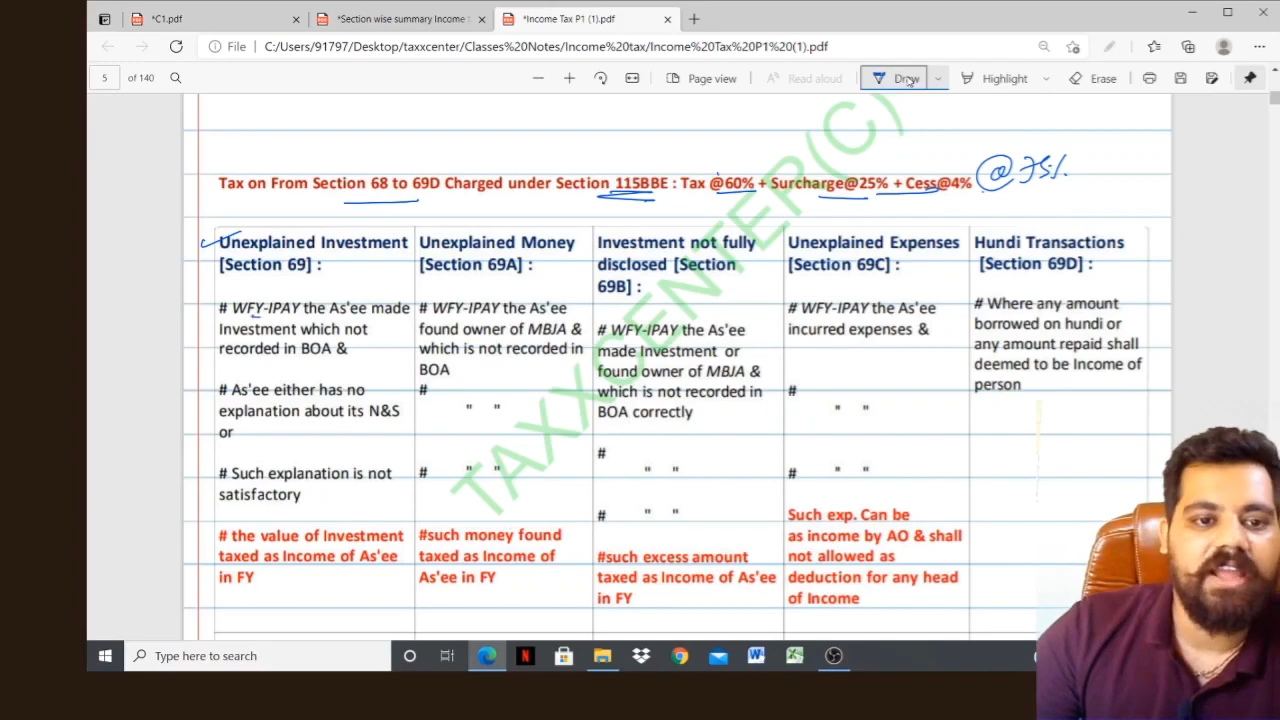 *C1.pdf
*Section wise summary Income t
*Income Tax P1 (1).pdf
File
C:/Users/91797/Desktop/taxxcenter/Classes%20Notes/Income%20tax/Income%20Tax%20P1%20(1).pdf
5 of 140
Page view
Read aloud
Draw
Highlight
Erase
Tax on From Section 68 to 69D Charged under Section 115BBE : Tax @60% + Surcharge@25% + Cess@4%
Unexplained Investment
[Section 69] :
# WFY-IPAY the As'ee made
Investment which not
recorded in BOA &
# As'ee either has no
explanation about its N&S
or
# Such explanation is not
satisfactory
# the value of Investment
taxed as Income of As'ee
in FY
Unexplained Money
[Section 69A] :
# WFY-IPAY the As'ee
found owner of MBJA &
which is not recorded in
BOA
#
" "
# " "
#such money found
taxed as Income of
As'ee in FY
Investment not fully
disclosed [Section
69B] :
# WFY-IPAY the As'ee
made Investment or
found owner of MBJA &
which is not recorded in
BOA correctly
#
" "
# " "
#such excess amount
taxed as Income of As'ee
in FY
Unexplained Expenses
[Section 69C] :
# WFY-IPAY the As'ee
incurred expenses &
#
" "
# " "
Such exp. Can be
as income by AO & shall
not allowed as
deduction for any head
of Income
Hundi Transactions
[Section 69D] :
# Where any amount
borrowed on hundi or
any amount repaid shall
deemed to be Income of
person
TAXXCENTER(C)
Type here to search